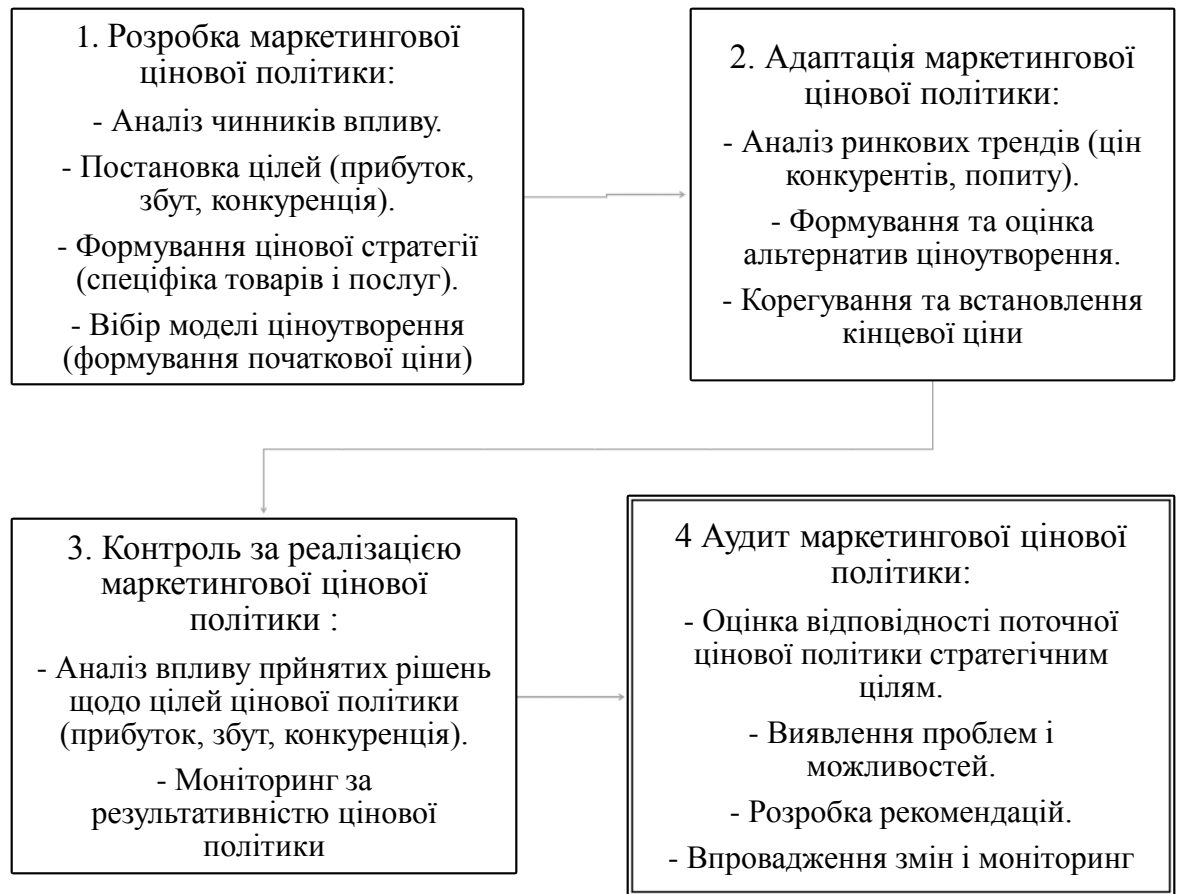 1. Розробка маркетингової
цінової політики:
- Аналіз чинників впливу.
- Постановка цілей (прибуток,
збут, конкуренція).
- Формування цінової стратегії
(спеціфіка товарів і послуг).
- Вібір моделі ціноутворення
(формування початкової ціни)
2. Адаптація маркетингової
цінової політики:
- Аналіз ринкових трендів (цін
конкурентів, попиту).
- Формування та оцінка
альтернатив ціноутворення.
- Корегування та встановлення
кінцевої ціни
3. Контроль за реалізацією
маркетингової цінової
політики :
- Аналіз впливу прйнятих рішень
щодо цілей цінової політики
(прибуток, збут, конкуренція).
- Моніторинг за
результативністю цінової
політики
4 Аудит маркетингової цінової
політики:
- Оцінка відповідності поточної
цінової політики стратегічним
цілям.
- Виявлення проблем і
можливостей.
- Розробка рекомендацій.
- Впровадження змін і моніторинг